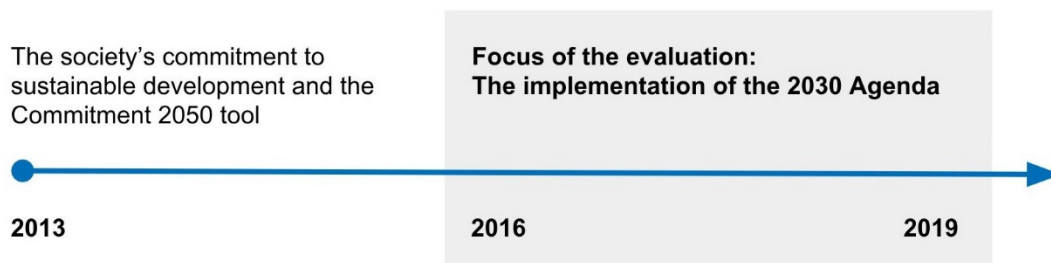 The society’s commitment to
sustainable development and the
Commitment 2050 tool
Focus of the evaluation:
The implementation of the 2030 Agenda
2013
2016
2019